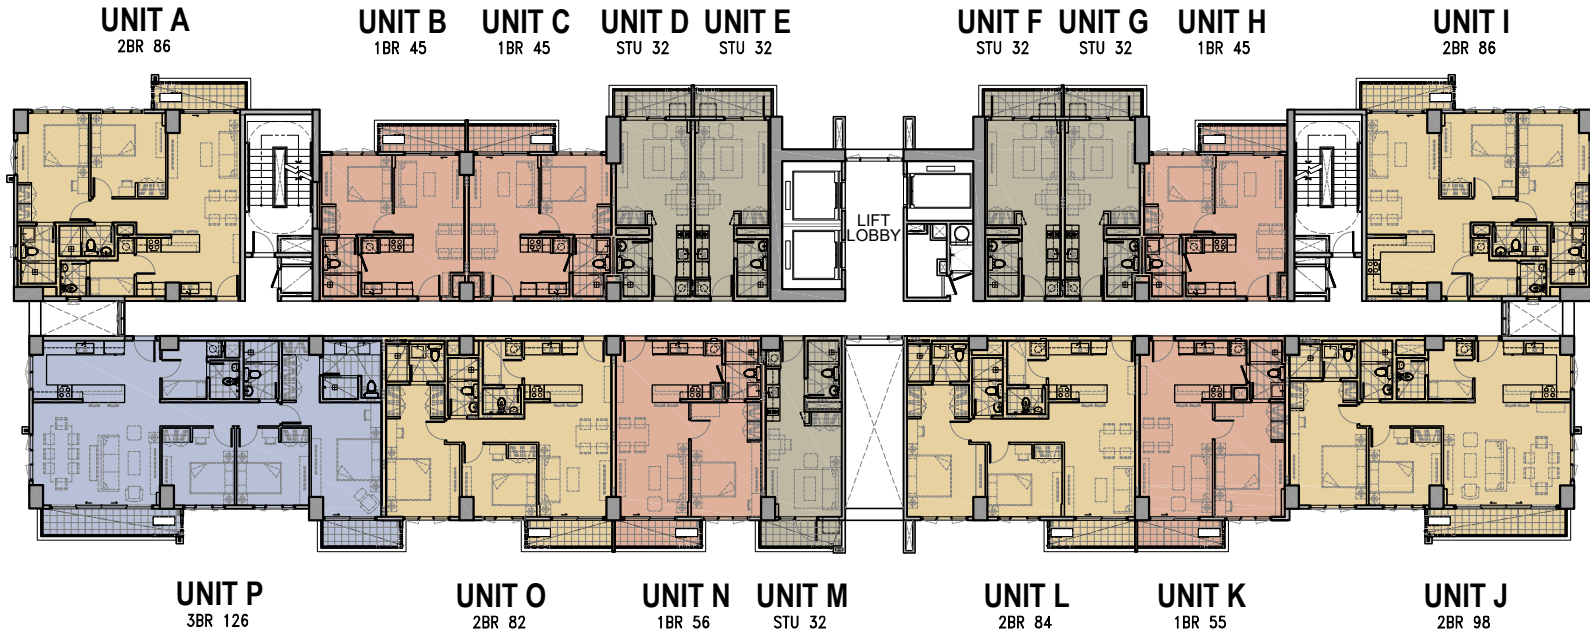 UNIT A
2BR 86
UNIT B
1BR 45
UNIT C
1BR 45
UNIT D
STU 32
UNIT E
STU 32
UNIT F
STU 32
UNIT G
STU 32
UNIT H
1BR 45
UNIT I
2BR 86
LIFT
LOBBY
UNIT P
3BR 126
UNIT O
2BR 82
UNIT N
1BR 56
UNIT M
STU 32
UNIT L
2BR 84
UNIT K
1BR 55
UNIT J
2BR 98